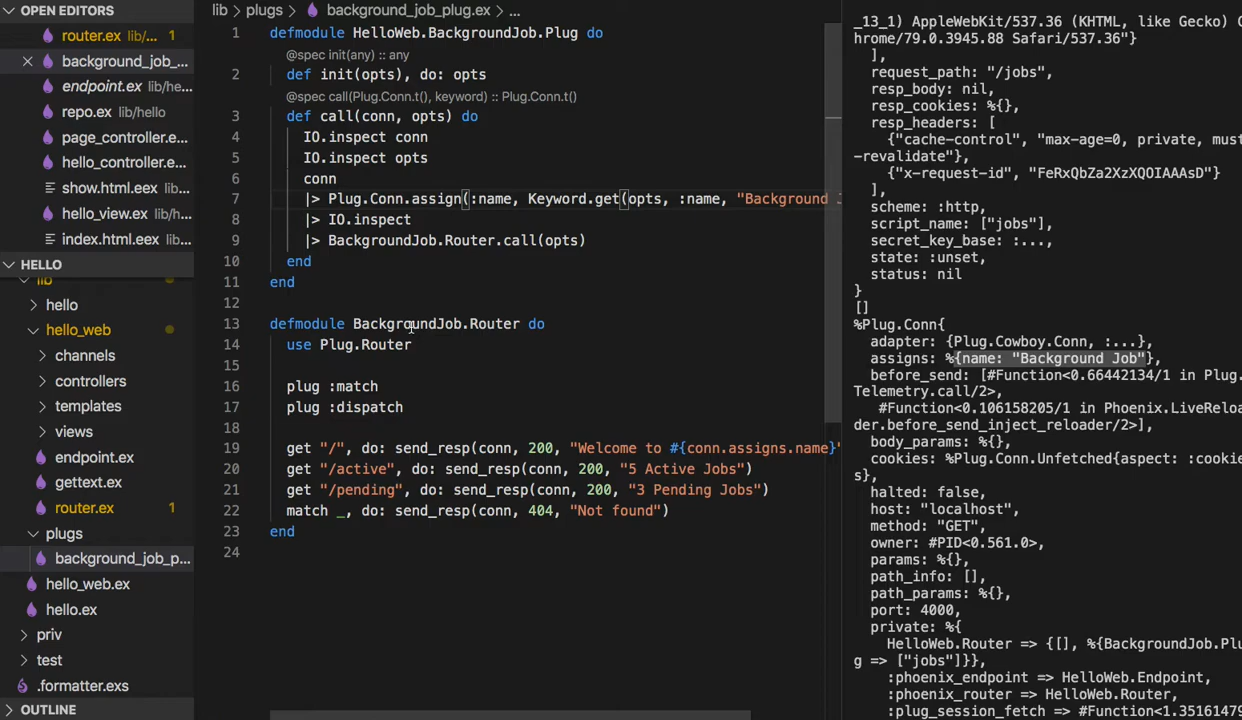 OPEN EDITORS
router.ex lib/... 1
background_job_...
endpoint.ex lib/he...
repo.ex lib/hello
page_controller.e...
hello_controller.e...
show.html.eex lib/...
hello_view.ex lib/...
index.html.eex lib/...
HELLO
lib
hello
hello_web
channels
controllers
templates
views
endpoint.ex
gettext.ex
router.ex 1
plugs
background_job_p...
hello_web.ex
hello.ex
priv
test
.formatter.exs
OUTLINE
lib > plugs > background_job_plug.ex > ...
1 defmodule HelloWeb.BackgroundJob.Plug do
@spec init(any) :: any
2 def init(opts), do: opts
@spec call(Plug.Conn.t(), keyword) :: Plug.Conn.t()
3 def call(conn, opts) do
4 IO.inspect conn
5 IO.inspect opts
6 conn
7 |> Plug.Conn.assign(:name, Keyword.get(opts, :name, "Background J
8 |> IO.inspect
9 |> BackgroundJob.Router.call(opts)
10 end
11 end
12
13 defmodule BackgroundJob.Router do
14 use Plug.Router
15
16 plug :match
17 plug :dispatch
18
19 get "/", do: send_resp(conn, 200, "Welcome to #{conn.assigns.name}"
20 get "/active", do: send_resp(conn, 200, "5 Active Jobs")
21 get "/pending", do: send_resp(conn, 200, "3 Pending Jobs")
22 match _, do: send_resp(conn, 404, "Not found")
23 end
24
_13_1) AppleWebKit/537.36 (KHTML, like Gecko) C
hrome/79.0.3945.88 Safari/537.36"}
],
request_path: "/jobs",
resp_body: nil,
resp_cookies: %{},
resp_headers: [
{"cache-control", "max-age=0, private, must
-revalidate"},
{"x-request-id", "FeRxQbZa2XzXQOIAAAsD"}
],
scheme: :http,
script_name: ["jobs"],
secret_key_base: :...,
state: :unset,
status: nil
}
[]
%Plug.Conn{
adapter: {Plug.Cowboy.Conn, :...},
assigns: %{name: "Background Job"},
before_send: [#Function<0.66442134/1 in Plug.
Telemetry.call/2>,
#Function<0.106158205/1 in Phoenix.LiveReloa
der.before_send_inject_reloader/2>],
body_params: %{},
cookies: %Plug.Conn.Unfetched{aspect: :cookie
s},
halted: false,
host: "localhost",
method: "GET",
owner: #PID<0.561.0>,
params: %{},
path_info: [],
path_params: %{},
port: 4000,
private: %{
HelloWeb.Router => {[], %{BackgroundJob.Pl
g => ["jobs"]}},
:phoenix_endpoint => HelloWeb.Endpoint,
:phoenix_router => HelloWeb.Router,
:plug_session_fetch => #Function<1.35161479